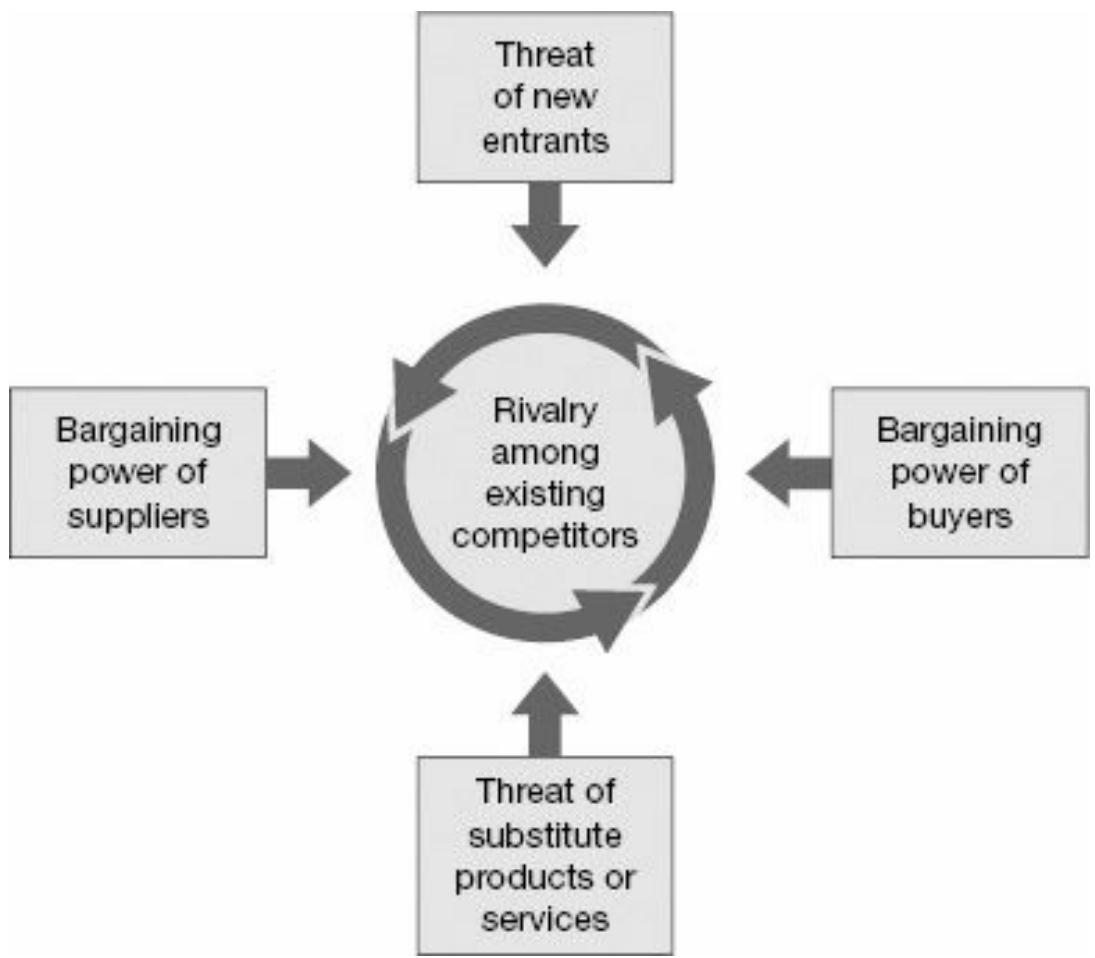 Threat
of new
entrants
Bargaining
power of
suppliers
Rivalry
among
existing
competitors
Bargaining
power of
buyers
Threat of
substitute
products or
services